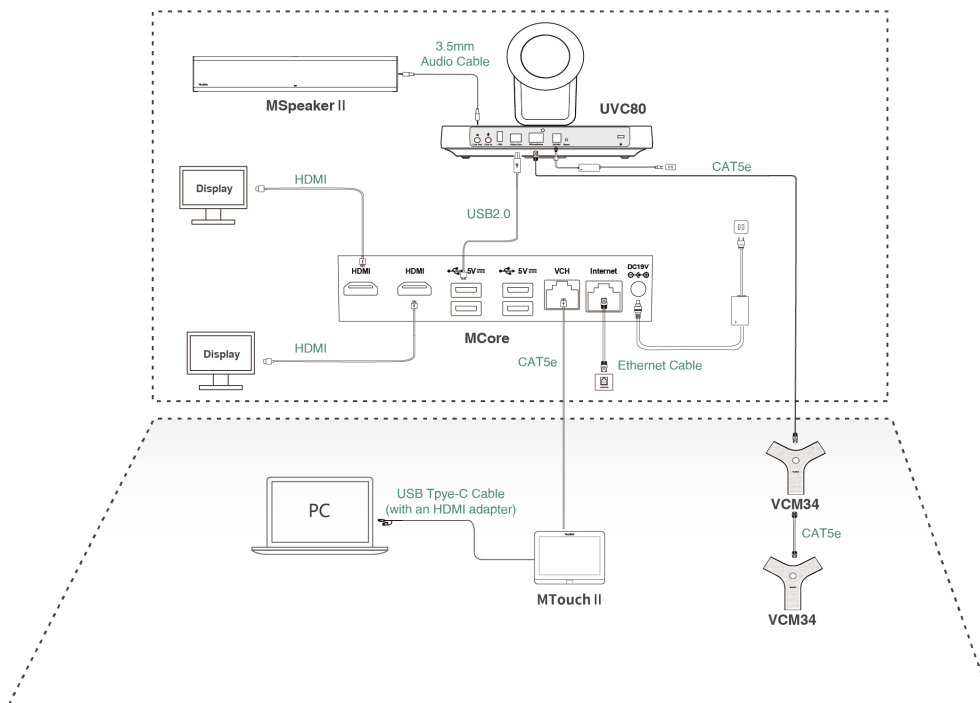 3.5mm
Audio Cable
MSpeaker II
UVC80
CAT5e
Display
HDMI
USB2.0
HDMI
HDMI
5V
5V
VCH
Internet
DC19V
MCore
Display
HDMI
CAT5e
Ethernet Cable
PC
USB Tpye-C Cable
(with an HDMI adapter)
MTouch II
VCM34
CAT5e
VCM34